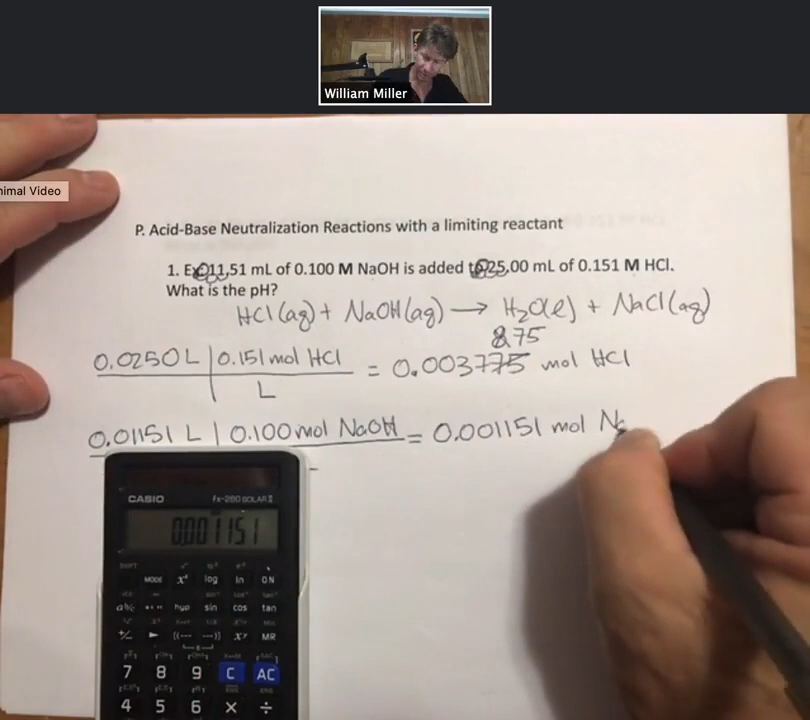 William Miller
nimal Video
P. Acid-Base Neutralization Reactions with a limiting reactant
1. Ex 11,51 mL of 0.100 M NaOH is added to 25,00 mL of 0.151 M HCl.
What is the pH?
HCl(aq) + NaOH(aq) → H₂O(l) + NaCl(aq)
875
0.0250 L | 0.151 mol HCl = 0.003775 mol HCl
L
0.01151 L | 0.100 mol NaOH = 0.001151 mol Na
CASIO fx-260 SOLAR II
0.001151
MODE x² log ln ON
hyp sin cos tan
+/- MR
7 8 9 C AC
4 5 6 × ÷